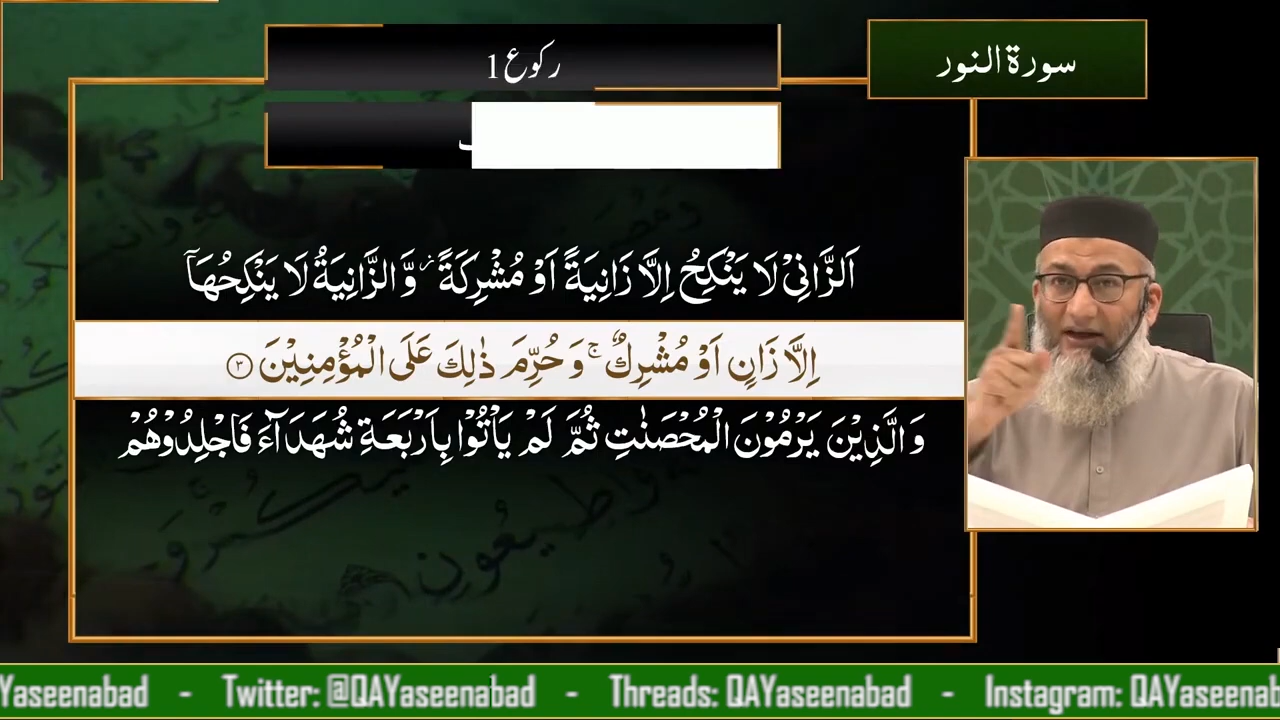 سورۃ النور
رکوع 1
اَلزَّانِیْ لَا یَنْكِحُ اِلَّا زَانِیَةً اَوْ مُشْرِكَةً ؗ وَّ الزَّانِیَةُ لَا یَنْكِحُهَاۤ
اِلَّا زَانٍ اَوْ مُشْرِكٌ ۚ وَ حُرِّمَ ذٰلِكَ عَلَی الْمُؤْمِنِیْنَ ۝۳
وَ الَّذِیْنَ یَرْمُوْنَ الْمُحْصَنٰتِ ثُمَّ لَمْ یَاْتُوْا بِاَرْبَعَةِ شُهَدَآءَ فَاجْلِدُوْهُمْ
Yaseenabad - Twitter: @QAYaseenabad - Threads: QAYaseenabad - Instagram: QAYaseenab